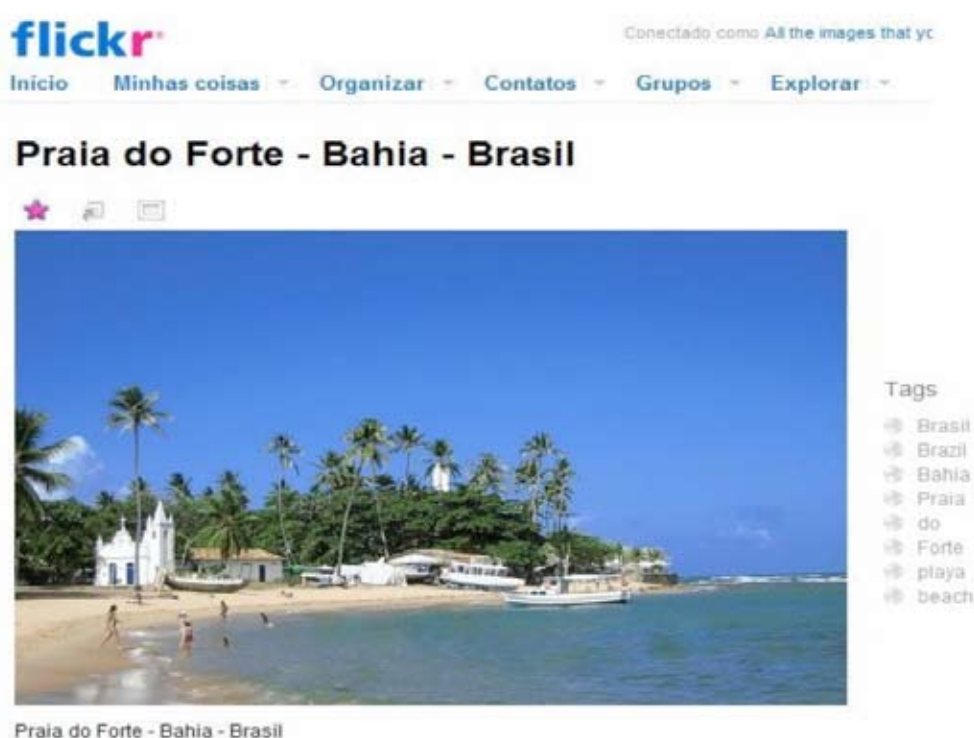 flickr
Conectado como All the images that yc
Início Minhas coisas Organizar Contatos Grupos Explorar
Praia do Forte - Bahia - Brasil
Tags
Brasil
Brazil
Bahia
Praia
do
Forte
playa
beach
Praia do Forte - Bahia - Brasil